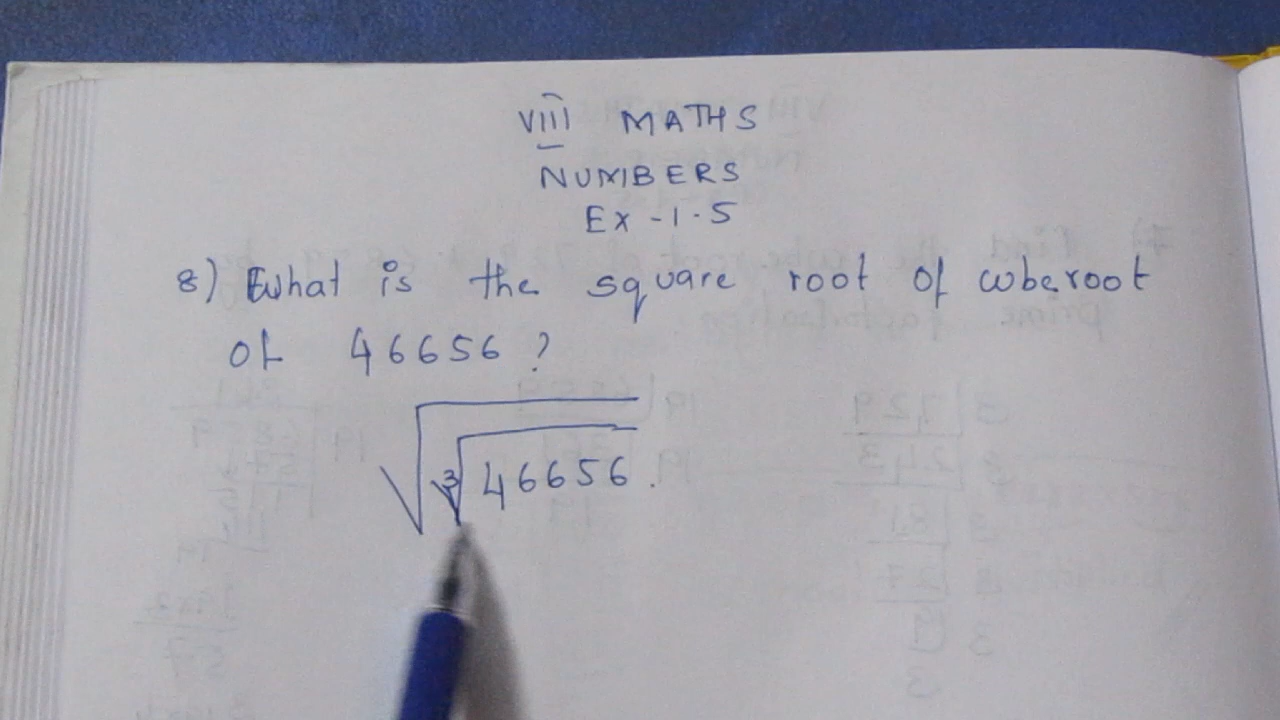 VIII MATHS
NUMBERS
Ex - 1.5
8) What is the square root of cuberoot
of 46656 ?
√∛46656.